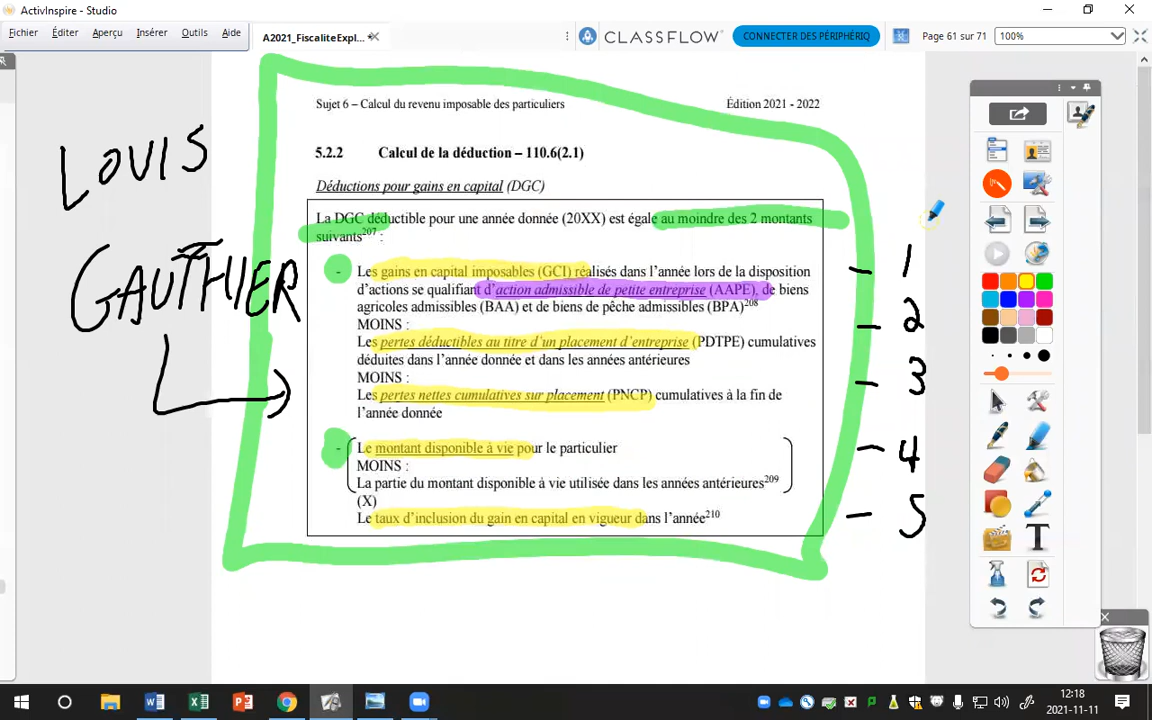 ActivInspire - Studio
Fichier Éditer Aperçu Insérer Outils Aide
A2021_FiscaliteExpl...
CLASSFLOW
CONNECTER DES PÉRIPHÉRIQ
Page 61 sur 71
100%
Sujet 6 – Calcul du revenu imposable des particuliers
Édition 2021 - 2022
LOUIS
GAUTHIER
5.2.2 Calcul de la déduction – 110.6(2.1)
Déductions pour gains en capital (DGC)
La DGC déductible pour une année donnée (20XX) est égale au moindre des 2 montants
suivants207 :
- Les gains en capital imposables (GCI) réalisés dans l'année lors de la disposition
d'actions se qualifiant d'action admissible de petite entreprise (AAPE), de biens
agricoles admissibles (BAA) et de biens de pêche admissibles (BPA)208
MOINS :
Les pertes déductibles au titre d'un placement d'entreprise (PDTPE) cumulatives
déduites dans l'année donnée et dans les années antérieures
MOINS :
Les pertes nettes cumulatives sur placement (PNCP) cumulatives à la fin de
l'année donnée
- Le montant disponible à vie pour le particulier
MOINS :
La partie du montant disponible à vie utilisée dans les années antérieures209
(X)
Le taux d'inclusion du gain en capital en vigueur dans l'année210
- 1
- 2
- 3
- 4
- 5
12:18
2021-11-11